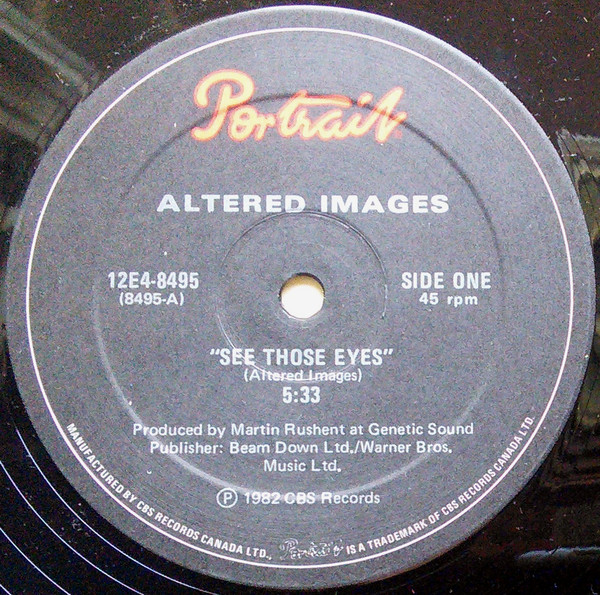 Portrait
ALTERED IMAGES
12E4-8495
(8495-A)
SIDE ONE
45 rpm
"SEE THOSE EYES"
(Altered Images)
5:33
Produced by Martin Rushent at Genetic Sound
Publisher: Beam Down Ltd./Warner Bros.
Music Ltd.
Ⓟ 1982 CBS Records
MANUFACTURED BY CBS RECORDS CANADA LTD., Portrait IS A TRADEMARK OF CBS RECORDS CANADA LTD.